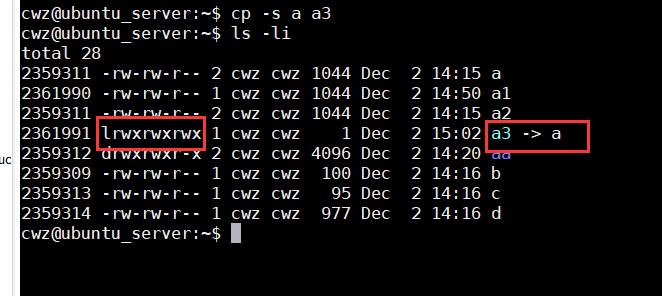 cwz@ubuntu_server:~$ cp -s a a3
cwz@ubuntu_server:~$ ls -li
total 28
2359311 -rw-rw-r-- 2 cwz cwz 1044 Dec  2 14:15 a
2361990 -rw-rw-r-- 1 cwz cwz 1044 Dec  2 14:50 a1
2359311 -rw-rw-r-- 2 cwz cwz 1044 Dec  2 14:15 a2
2361991 lrwxrwxrwx 1 cwz cwz    1 Dec  2 15:02 a3 -> a
2359312 drwxrwxr-x 2 cwz cwz 4096 Dec  2 14:20 aa
2359309 -rw-rw-r-- 1 cwz cwz  100 Dec  2 14:16 b
2359313 -rw-rw-r-- 1 cwz cwz   95 Dec  2 14:16 c
2359314 -rw-rw-r-- 1 cwz cwz  977 Dec  2 14:16 d
cwz@ubuntu_server:~$
uc